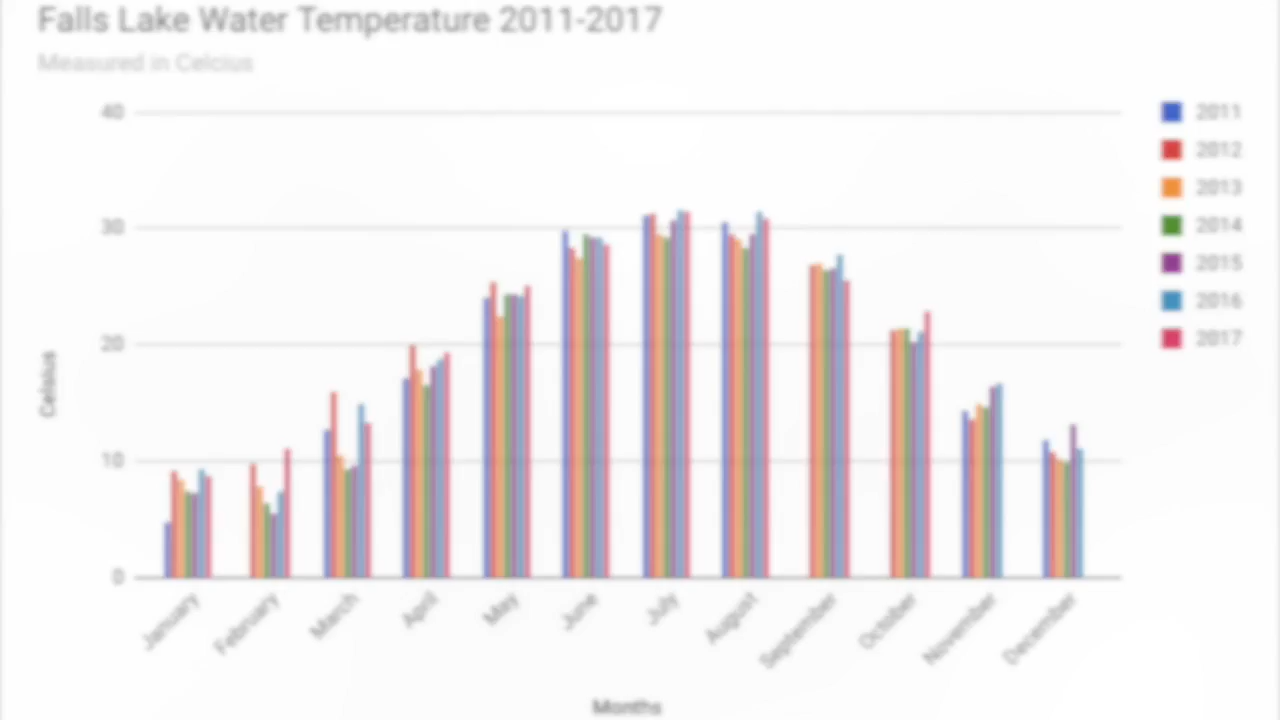 Falls Lake Water Temperature 2011-2017
Measured in Celcius
40
30
20
10
0
Celsius
January
February
March
April
May
June
July
August
September
October
November
December
Months
2011
2012
2013
2014
2015
2016
2017